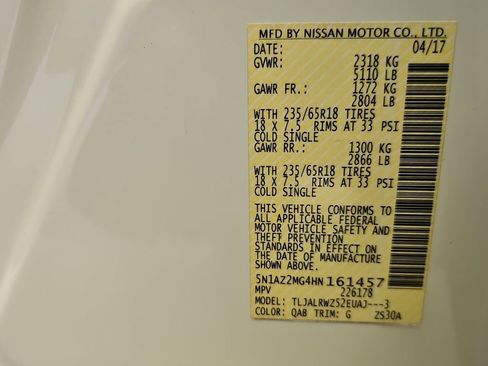 MFD BY NISSAN MOTOR CO., LTD.
DATE: 04/17
GVWR: 2318 KG
5110 LB
GAWR FR.: 1272 KG
2804 LB
WITH 235/65R18 TIRES
18 X 7.5 RIMS AT 33 PSI
COLD SINGLE
GAWR RR.: 1300 KG
2866 LB
WITH 235/65R18 TIRES
18 X 7.5 RIMS AT 33 PSI
COLD SINGLE
THIS VEHICLE CONFORMS TO
ALL APPLICABLE FEDERAL
MOTOR VEHICLE SAFETY AND
THEFT PREVENTION
STANDARDS IN EFFECT ON
THE DATE OF MANUFACTURE
SHOWN ABOVE.
5N1AZ2MG4HN161457
MPV 226178
MODEL: TLJALRWZ52EUAJ---3
COLOR: QAB TRIM: G ZS30A